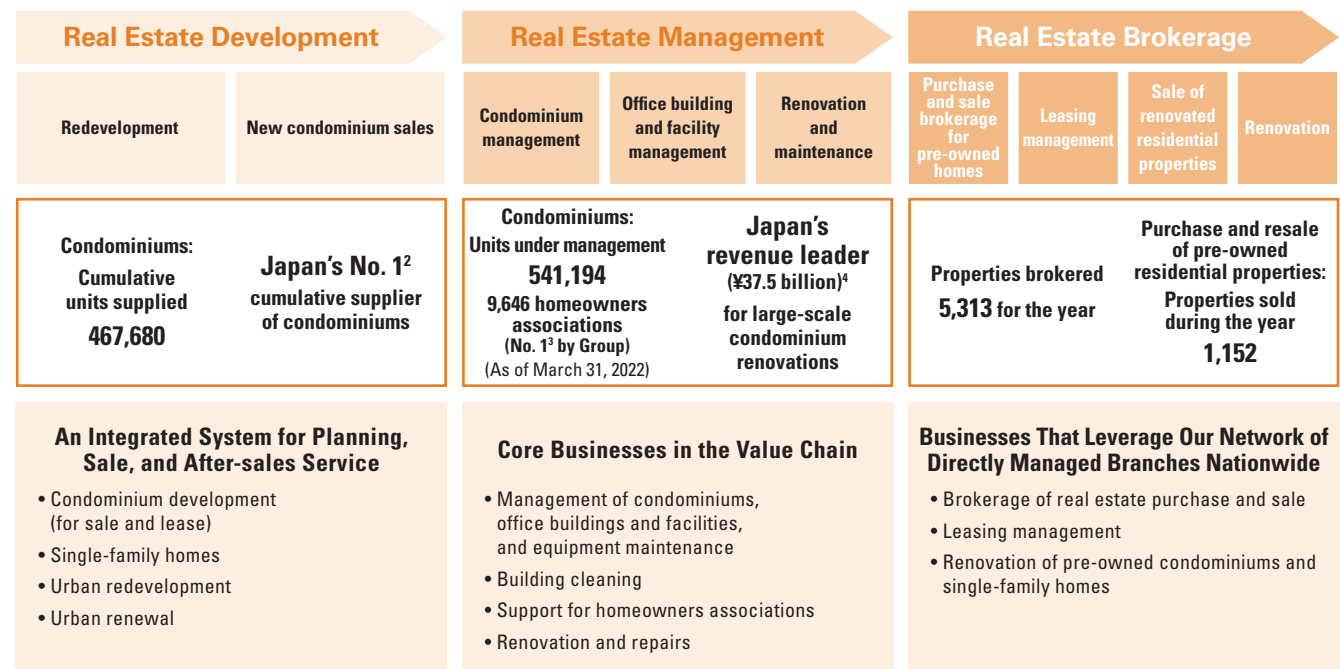 Real Estate Development
Redevelopment
New condominium sales
Condominiums:
Cumulative
units supplied
467,680
Japan's No. 1²
cumulative supplier
of condominiums
An Integrated System for Planning,
Sale, and After-sales Service
• Condominium development
(for sale and lease)
• Single-family homes
• Urban redevelopment
• Urban renewal
Real Estate Management
Condominium
management
Office building
and facility
management
Renovation
and
maintenance
Condominiums:
Units under management
541,194
9,646 homeowners
associations
(No. 1³ by Group)
(As of March 31, 2022)
Japan's
revenue leader
(¥37.5 billion)⁴
for large-scale
condominium
renovations
Core Businesses in the Value Chain
• Management of condominiums,
office buildings and facilities,
and equipment maintenance
• Building cleaning
• Support for homeowners associations
• Renovation and repairs
Real Estate Brokerage
Purchase
and sale
brokerage
for
pre-owned
homes
Leasing
management
Sale of
renovated
residential
properties
Renovation
Properties brokered
5,313 for the year
Purchase and resale
of pre-owned
residential properties:
Properties sold
during the year
1,152
Businesses That Leverage Our Network of
Directly Managed Branches Nationwide
• Brokerage of real estate purchase and sale
• Leasing management
• Renovation of pre-owned condominiums and
single-family homes